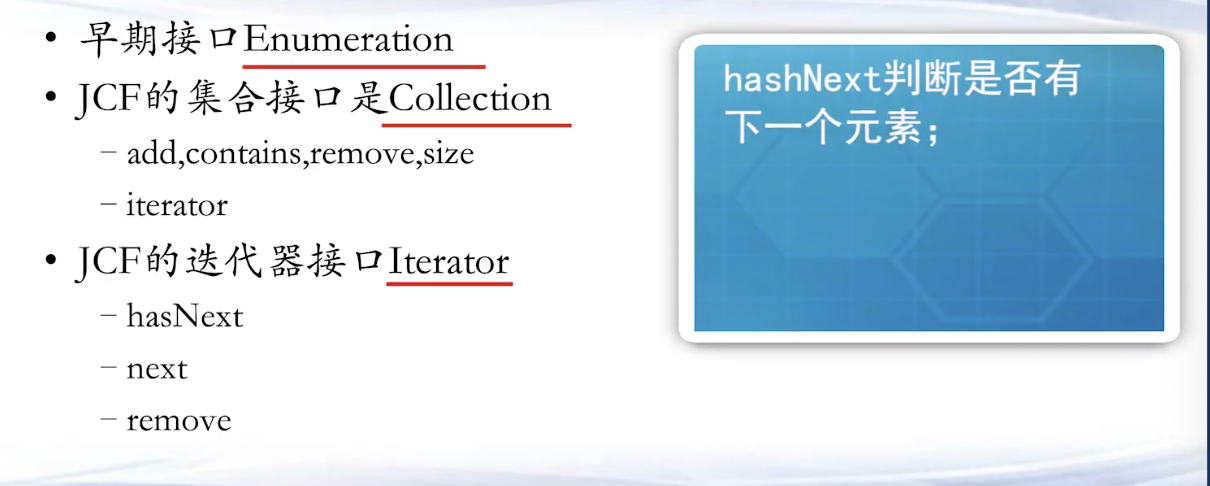 • 早期接口Enumeration
• JCF的集合接口是Collection
– add,contains,remove,size
– iterator
• JCF的迭代器接口Iterator
– hasNext
– next
– remove
hashNext判断是否有
下一个元素；